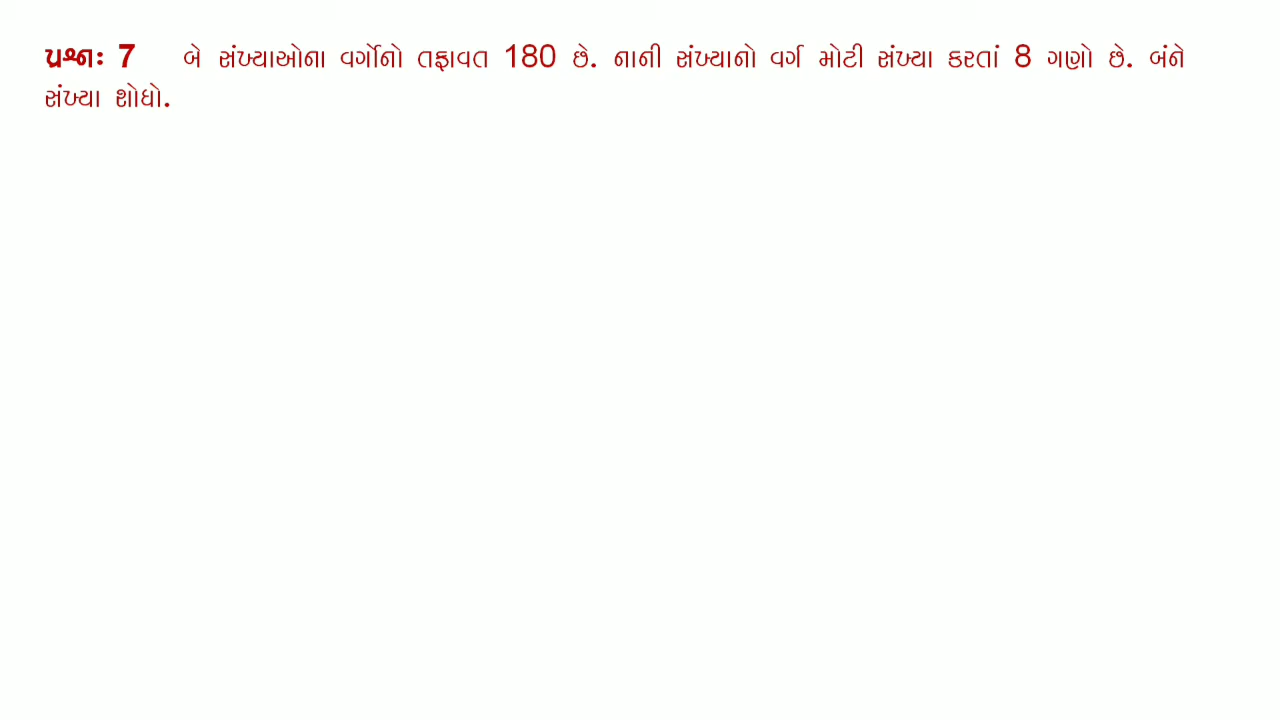 પ્રશ્નઃ 7 બે સંખ્યાઓના વર્ગોનો તફાવત 180 છે. નાની સંખ્યાનો વર્ગ મોટી સંખ્યા કરતાં 8 ગણો છે. બંને
સંખ્યા શોધો.